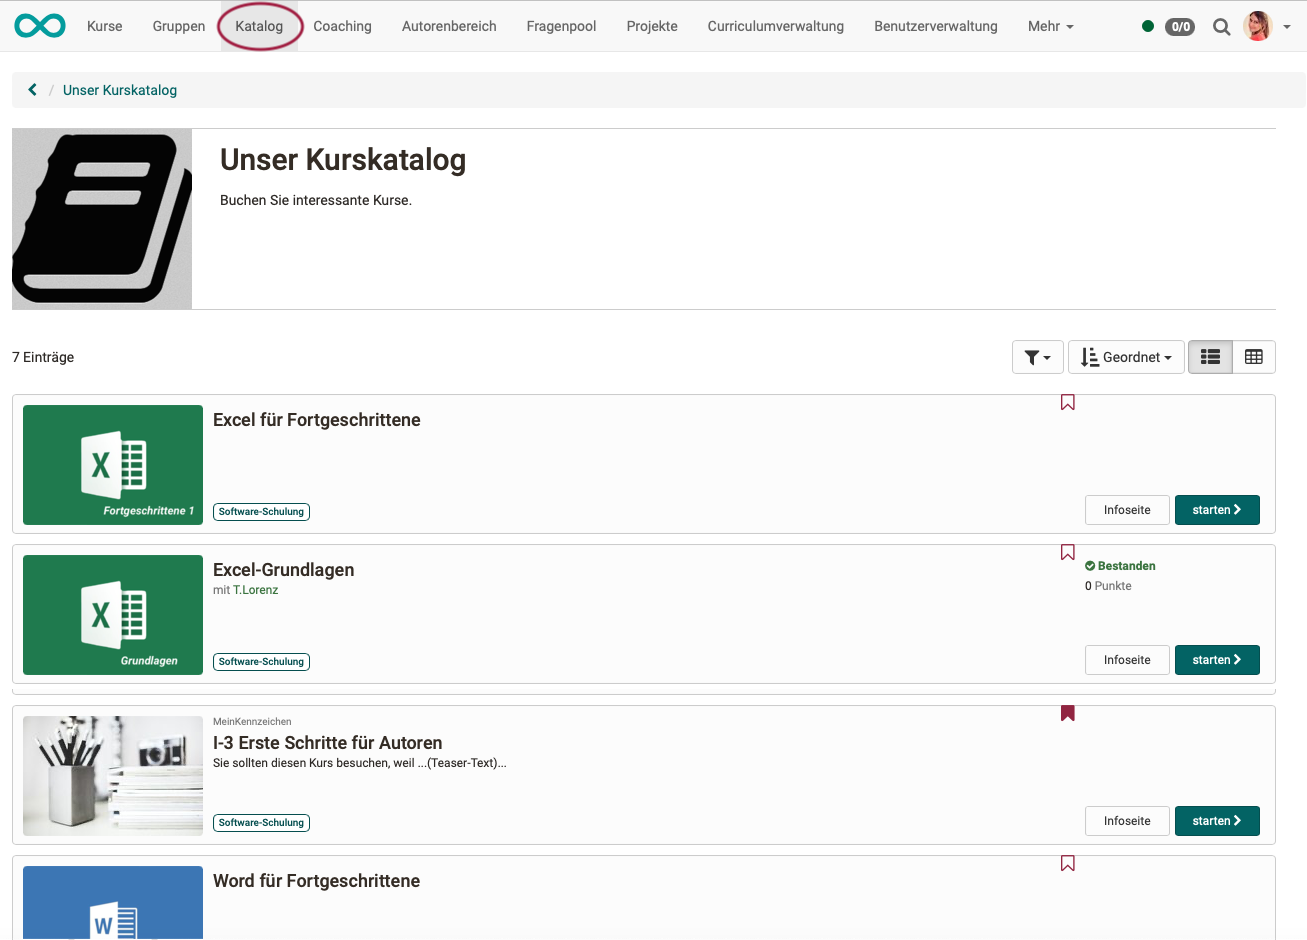 Kurse Gruppen Katalog Coaching Autorenbereich Fragenpool Projekte Curriculumverwaltung Benutzerverwaltung Mehr 0/0
/ Unser Kurskatalog
Unser Kurskatalog
Buchen Sie interessante Kurse.
7 Einträge Geordnet
Excel für Fortgeschrittene
X
Fortgeschrittene 1
Software-Schulung
Infoseite starten
Excel-Grundlagen
mit T.Lorenz
Bestanden
0 Punkte
X
Grundlagen
Software-Schulung
Infoseite starten
MeinKennzeichen
I-3 Erste Schritte für Autoren
Sie sollten diesen Kurs besuchen, weil ...(Teaser-Text)...
Software-Schulung
Infoseite starten
Word für Fortgeschrittene
W